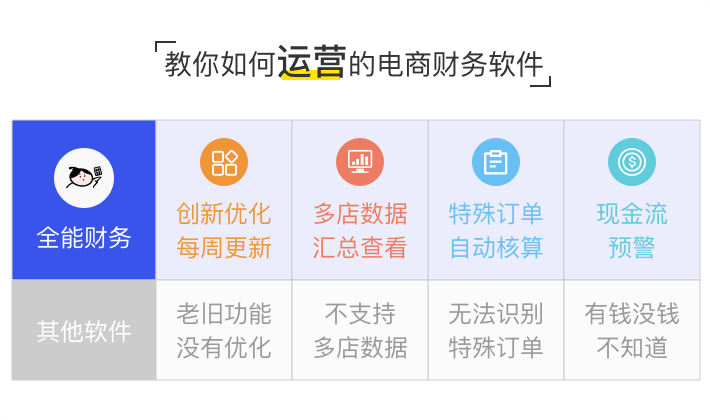 教你如何运营的电商财务软件
全能财务
创新优化
每周更新
多店数据
汇总查看
特殊订单
自动核算
现金流
预警
其他软件
老旧功能
没有优化
不支持
多店数据
无法识别
特殊订单
有钱没钱
不知道